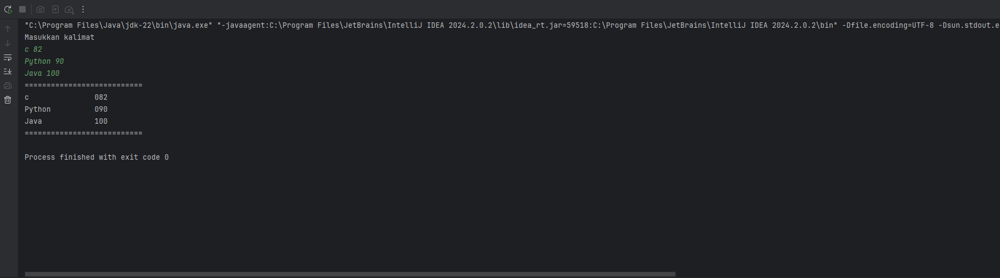 "C:\Program Files\Java\jdk-22\bin\java.exe" "-javaagent:C:\Program Files\JetBrains\IntelliJ IDEA 2024.2.0.2\lib\idea_rt.jar=59518:C:\Program Files\JetBrains\IntelliJ IDEA 2024.2.0.2\bin" -Dfile.encoding=UTF-8 -Dsun.stdout.e
Masukkan kalimat
c 82
Python 90
Java 100
===========================
c               082
Python          090
Java            100
===========================
Process finished with exit code 0